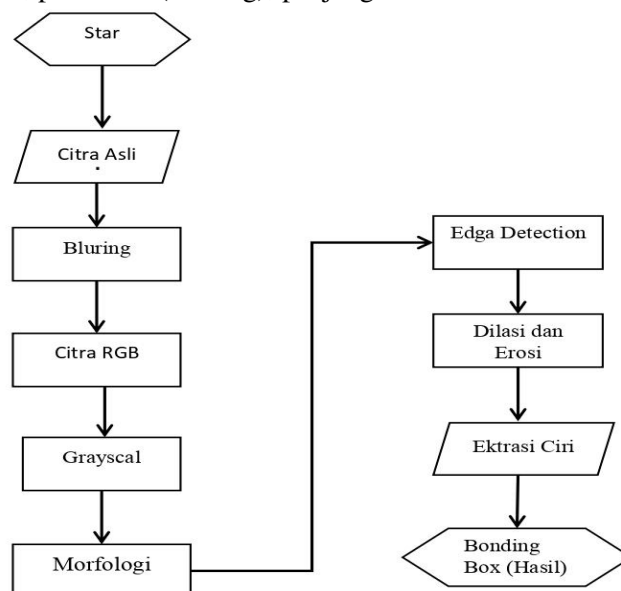 Star
Citra Asli
Bluring
Citra RGB
Grayscal
Morfologi
Edga Detection
Dilasi dan
Erosi
Ektrasi Ciri
Bonding
Box (Hasil)